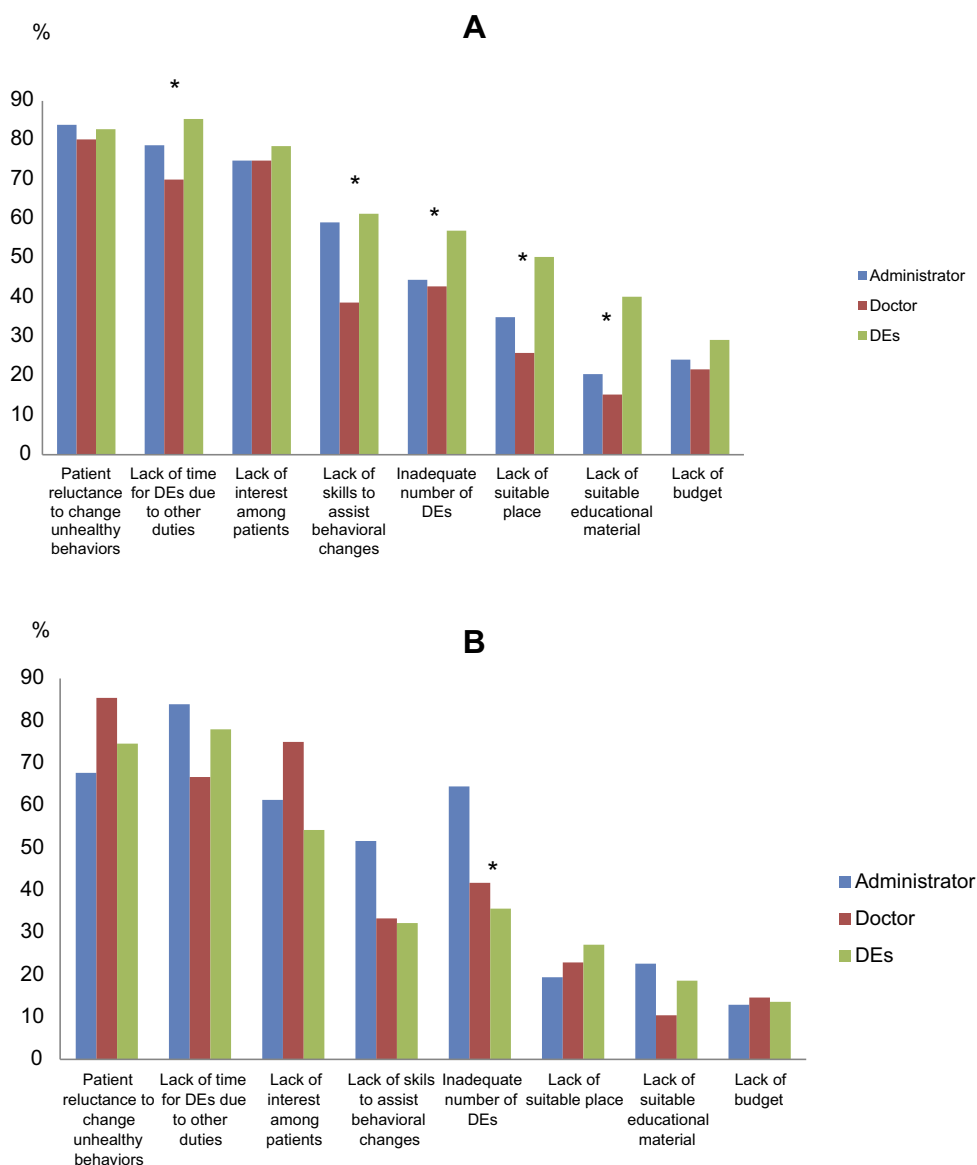 A
%
90
80
70
60
50
40
30
20
10
0
*
*
*
*
*
Patient
reluctance
to change
unhealthy
behaviors
Lack of time
for DEs due
to other
duties
Lack of
interest
among
patients
Lack of
skills to
assist
behavioral
changes
Inadequate
number of
DEs
Lack of
suitable
place
Lack of
suitable
educational
material
Lack of
budget
Administrator
Doctor
DEs
B
%
90
80
70
60
50
40
30
20
10
0
*
Patient
reluctance to
change
unhealthy
behaviors
Lack of time
for DEs due
to other
duties
Lack of
interest
among
patients
Lack of skils
to assist
behavioral
changes
Inadequate
number of
DEs
Lack of
suitable place
Lack of
suitable
educational
material
Lack of
budget
Administrator
Doctor
DEs